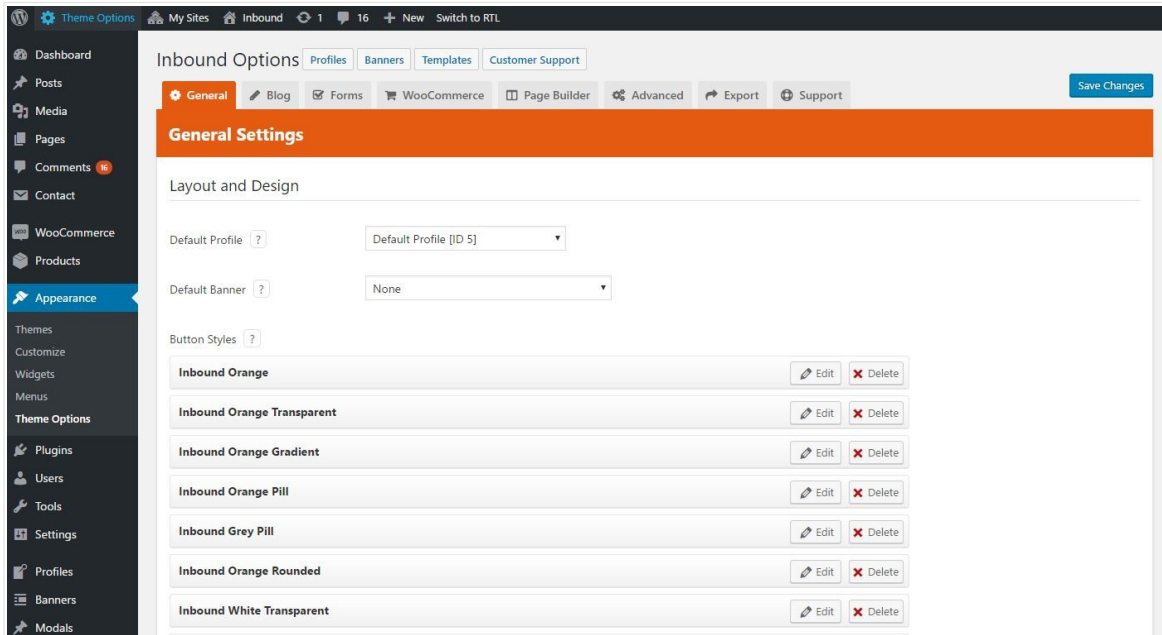 Theme Options My Sites Inbound 1 16 + New Switch to RTL
Dashboard
Posts
Media
Pages
Comments 16
Contact
WooCommerce
Products
Appearance
Themes
Customize
Widgets
Menus
Theme Options
Plugins
Users
Tools
Settings
Profiles
Banners
Modals
Inbound Options Profiles Banners Templates Customer Support
General Blog Forms WooCommerce Page Builder Advanced Export Support
Save Changes
General Settings
Layout and Design
Default Profile ? Default Profile [ID 5]
Default Banner ? None
Button Styles ?
Inbound Orange Edit Delete
Inbound Orange Transparent Edit Delete
Inbound Orange Gradient Edit Delete
Inbound Orange Pill Edit Delete
Inbound Grey Pill Edit Delete
Inbound Orange Rounded Edit Delete
Inbound White Transparent Edit Delete